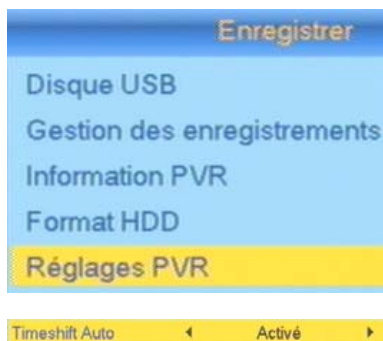 Enregistrer
Disque USB
Gestion des enregistrements
Information PVR
Format HDD
Réglages PVR
Timeshift Auto Activé